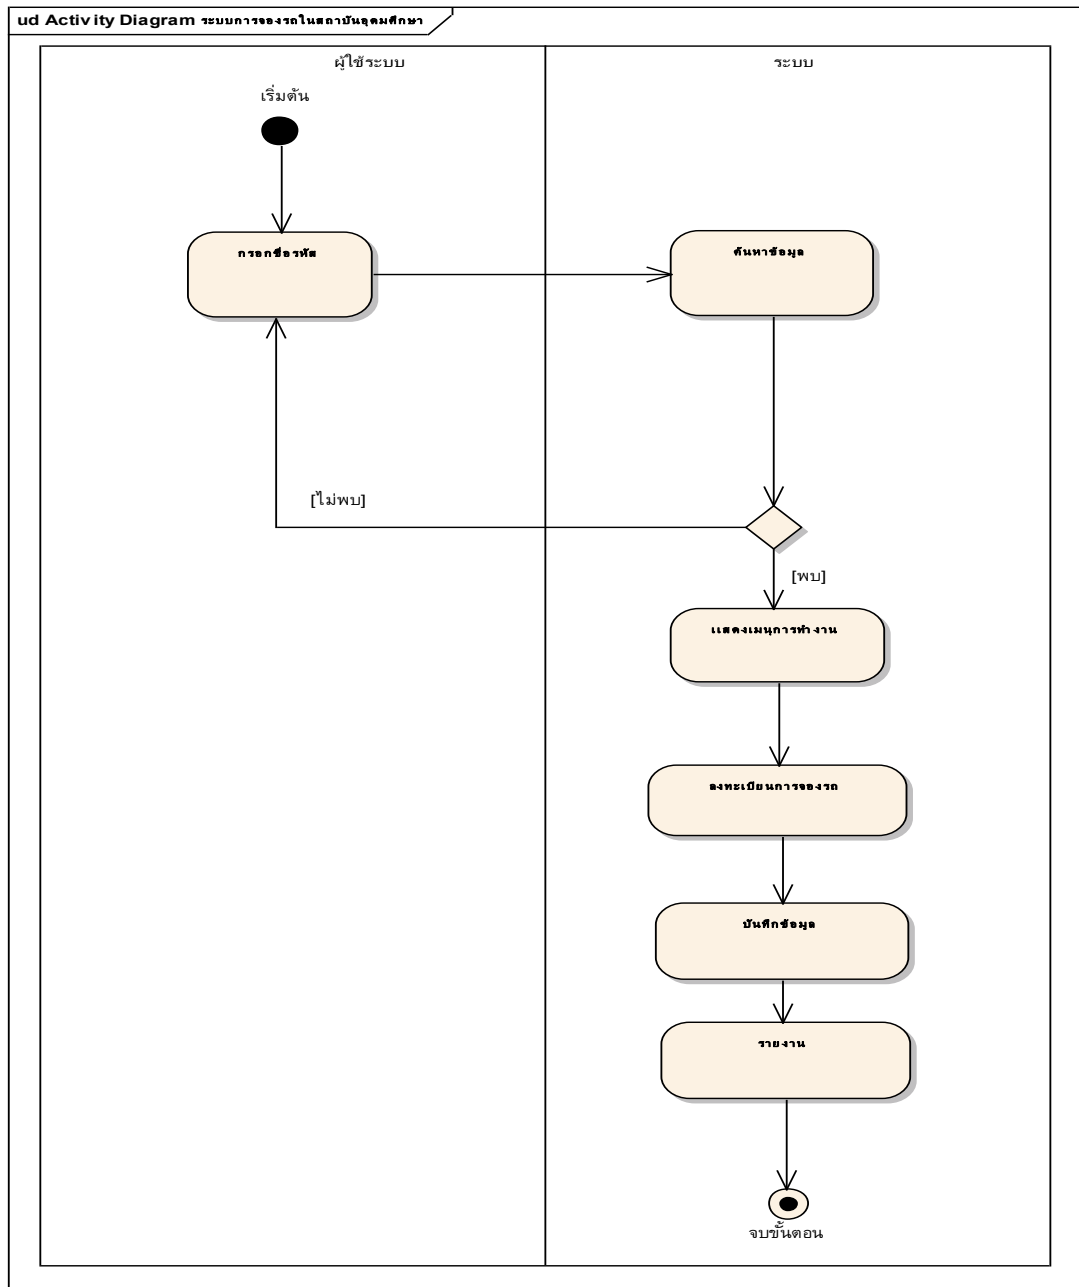 ud Activity Diagram ระบบการจองรถในสถาบันอุดมศึกษา
ผู้ใช้ระบบ
ระบบ
เริ่มต้น
กรอกชื่อรหัส
ค้นหาข้อมูล
[ไม่พบ]
[พบ]
แสดงเมนูการทำงาน
ลงทะเบียนการจองรถ
บันทึกข้อมูล
รายงาน
จบขั้นตอน